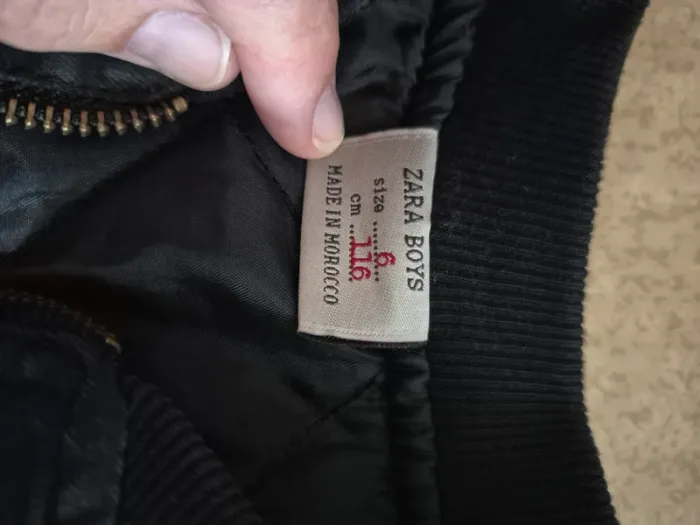 ZARA BOYS
size ......6...
cm ...116
MADE IN MOROCCO